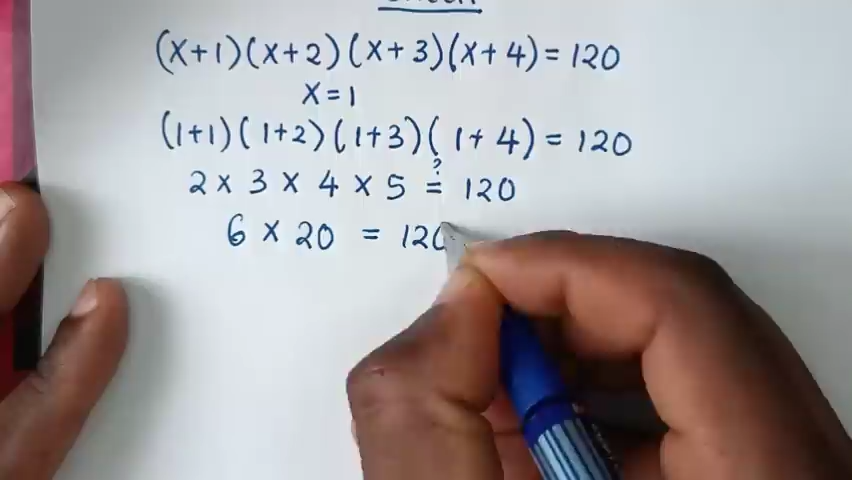 (x+1)(x+2)(x+3)(x+4)=120
x=1
(1+1)(1+2)(1+3)(1+4)=120
2 x 3 x 4 x 5 ?= 120
6 x 20 = 120